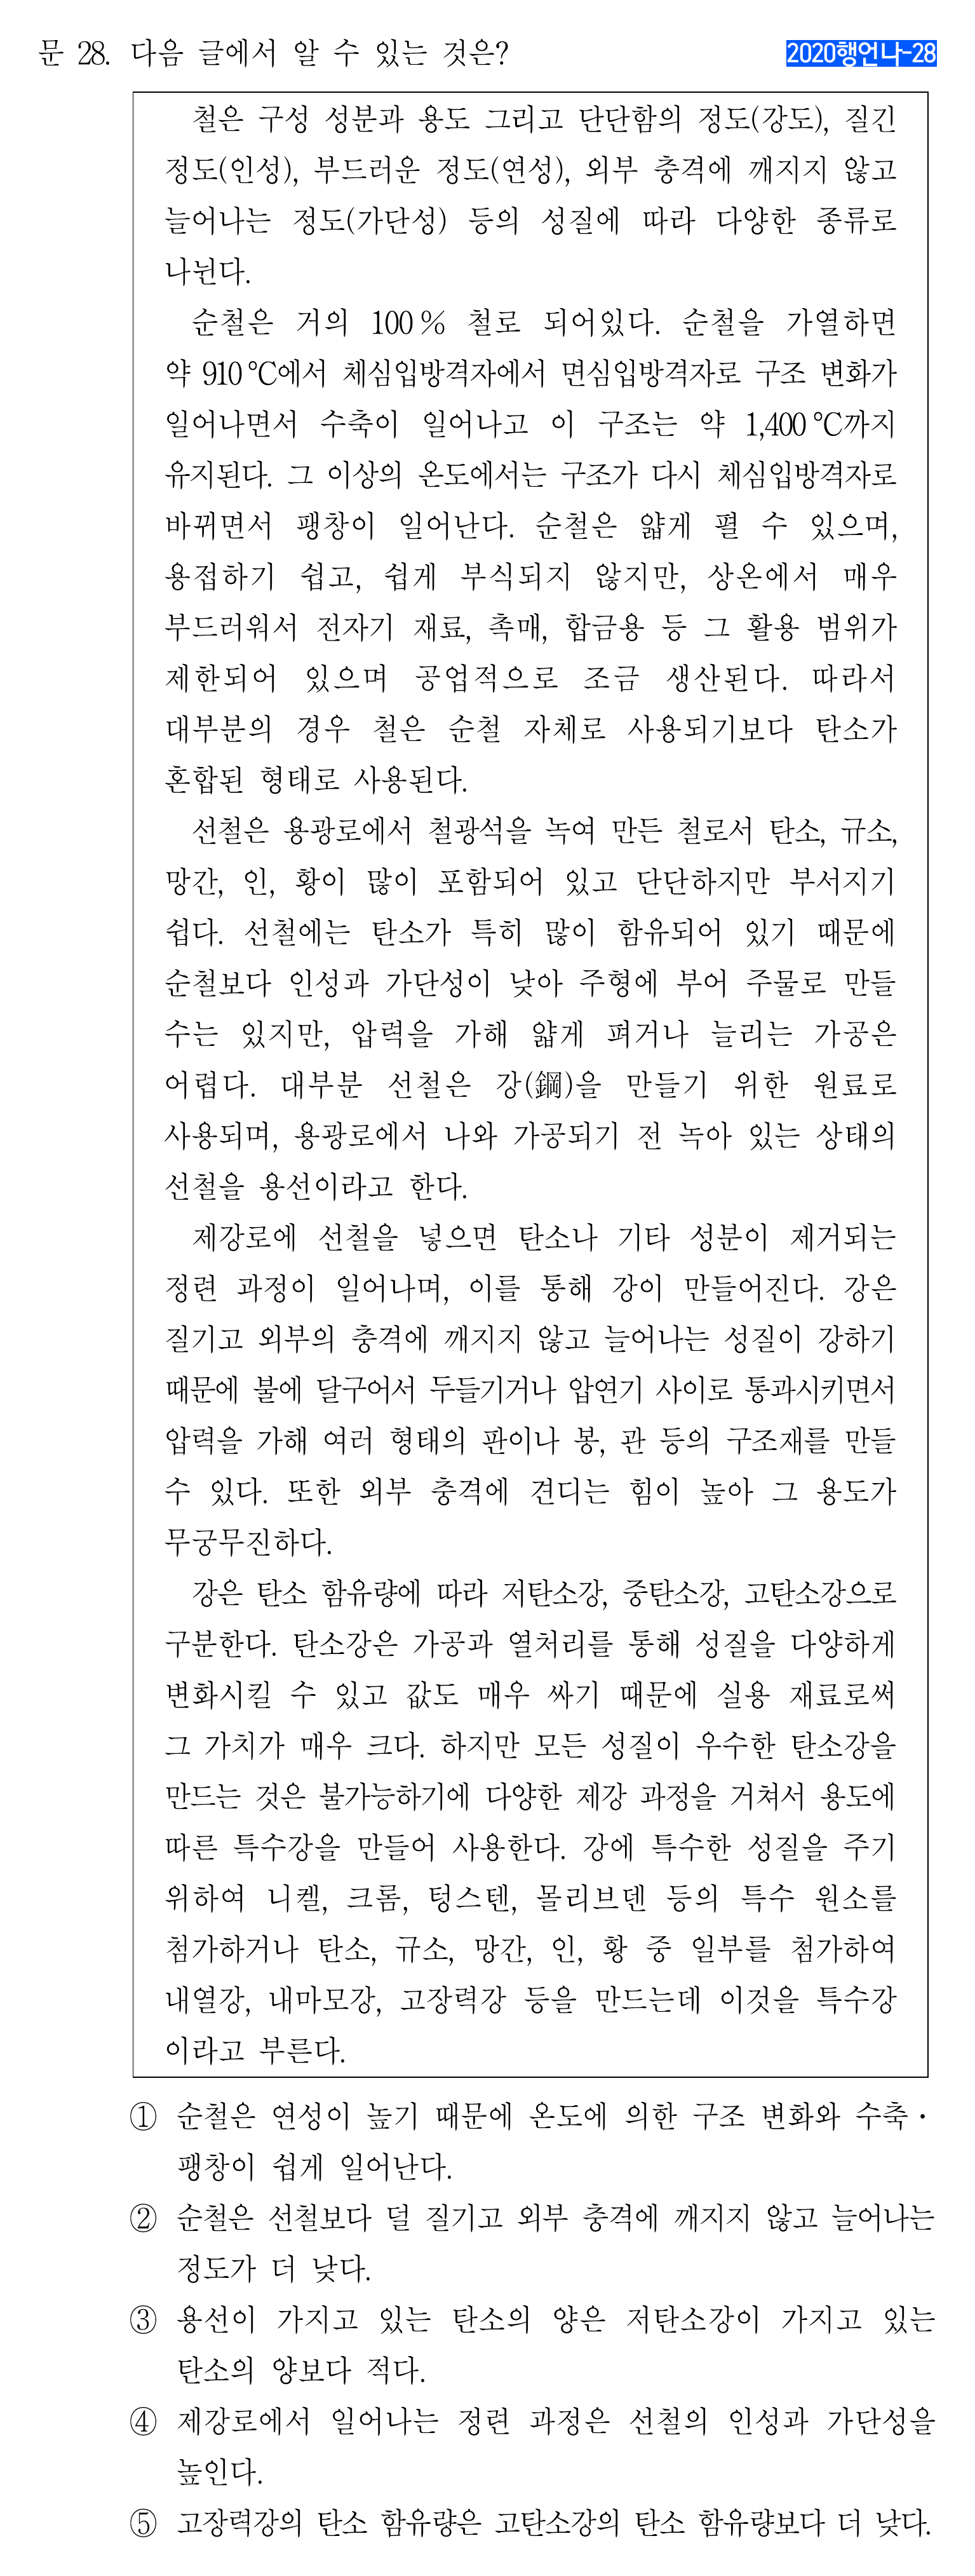 문 28. 다음 글에서 알 수 있는 것은?
2020행언나-28
철은 구성 성분과 용도 그리고 단단함의 정도(강도), 질긴
정도(인성), 부드러운 정도(연성), 외부 충격에 깨지지 않고
늘어나는 정도(가단성) 등의 성질에 따라 다양한 종류로
나뉜다.
순철은 거의 100 % 철로 되어있다. 순철을 가열하면
약 910 ℃에서 체심입방격자에서 면심입방격자로 구조 변화가
일어나면서 수축이 일어나고 이 구조는 약 1,400 ℃까지
유지된다. 그 이상의 온도에서는 구조가 다시 체심입방격자로
바뀌면서 팽창이 일어난다. 순철은 얇게 펼 수 있으며,
용접하기 쉽고, 쉽게 부식되지 않지만, 상온에서 매우
부드러워서 전자기 재료, 촉매, 합금용 등 그 활용 범위가
제한되어 있으며 공업적으로 조금 생산된다. 따라서
대부분의 경우 철은 순철 자체로 사용되기보다 탄소가
혼합된 형태로 사용된다.
선철은 용광로에서 철광석을 녹여 만든 철로서 탄소, 규소,
망간, 인, 황이 많이 포함되어 있고 단단하지만 부서지기
쉽다. 선철에는 탄소가 특히 많이 함유되어 있기 때문에
순철보다 인성과 가단성이 낮아 주형에 부어 주물로 만들
수는 있지만, 압력을 가해 얇게 펴거나 늘리는 가공은
어렵다. 대부분 선철은 강(鋼)을 만들기 위한 원료로
사용되며, 용광로에서 나와 가공되기 전 녹아 있는 상태의
선철을 용선이라고 한다.
제강로에 선철을 넣으면 탄소나 기타 성분이 제거되는
정련 과정이 일어나며, 이를 통해 강이 만들어진다. 강은
질기고 외부의 충격에 깨지지 않고 늘어나는 성질이 강하기
때문에 불에 달구어서 두들기거나 압연기 사이로 통과시키면서
압력을 가해 여러 형태의 판이나 봉, 관 등의 구조재를 만들
수 있다. 또한 외부 충격에 견디는 힘이 높아 그 용도가
무궁무진하다.
강은 탄소 함유량에 따라 저탄소강, 중탄소강, 고탄소강으로
구분한다. 탄소강은 가공과 열처리를 통해 성질을 다양하게
변화시킬 수 있고 값도 매우 싸기 때문에 실용 재료로써
그 가치가 매우 크다. 하지만 모든 성질이 우수한 탄소강을
만드는 것은 불가능하기에 다양한 제강 과정을 거쳐서 용도에
따른 특수강을 만들어 사용한다. 강에 특수한 성질을 주기
위하여 니켈, 크롬, 텅스텐, 몰리브덴 등의 특수 원소를
첨가하거나 탄소, 규소, 망간, 인, 황 중 일부를 첨가하여
내열강, 내마모강, 고장력강 등을 만드는데 이것을 특수강
이라고 부른다.
① 순철은 연성이 높기 때문에 온도에 의한 구조 변화와 수축·
팽창이 쉽게 일어난다.
② 순철은 선철보다 덜 질기고 외부 충격에 깨지지 않고 늘어나는
정도가 더 낮다.
③ 용선이 가지고 있는 탄소의 양은 저탄소강이 가지고 있는
탄소의 양보다 적다.
④ 제강로에서 일어나는 정련 과정은 선철의 인성과 가단성을
높인다.
⑤ 고장력강의 탄소 함유량은 고탄소강의 탄소 함유량보다 더 낮다.